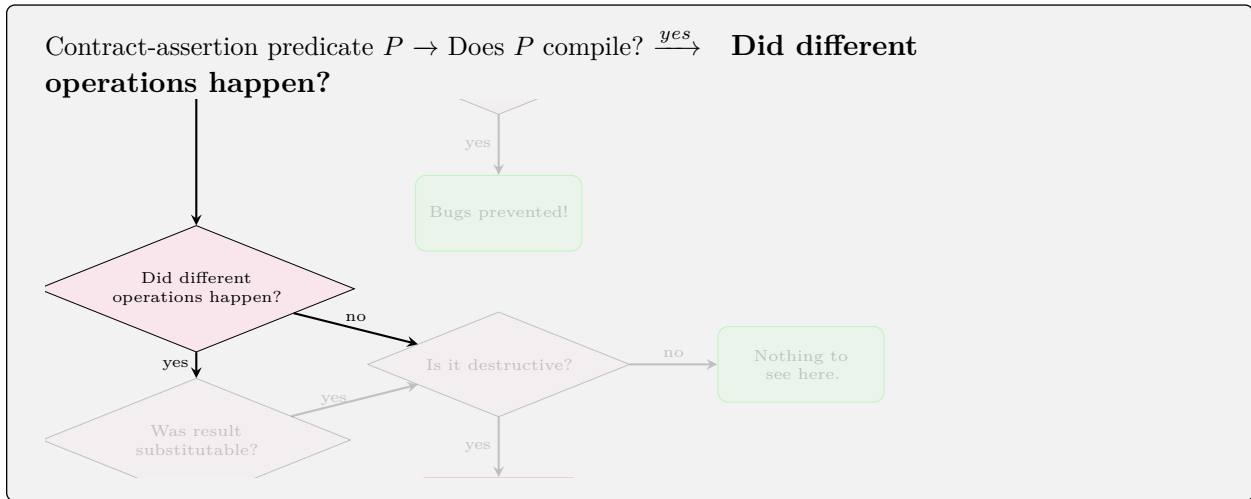 Contract-assertion predicate P → Does P compile? yes→ Did different
operations happen?
yes
Bugs prevented!
Did different
operations happen?
no
yes
Is it destructive?
no
Nothing to
see here.
yes
Was result
substitutable?
yes